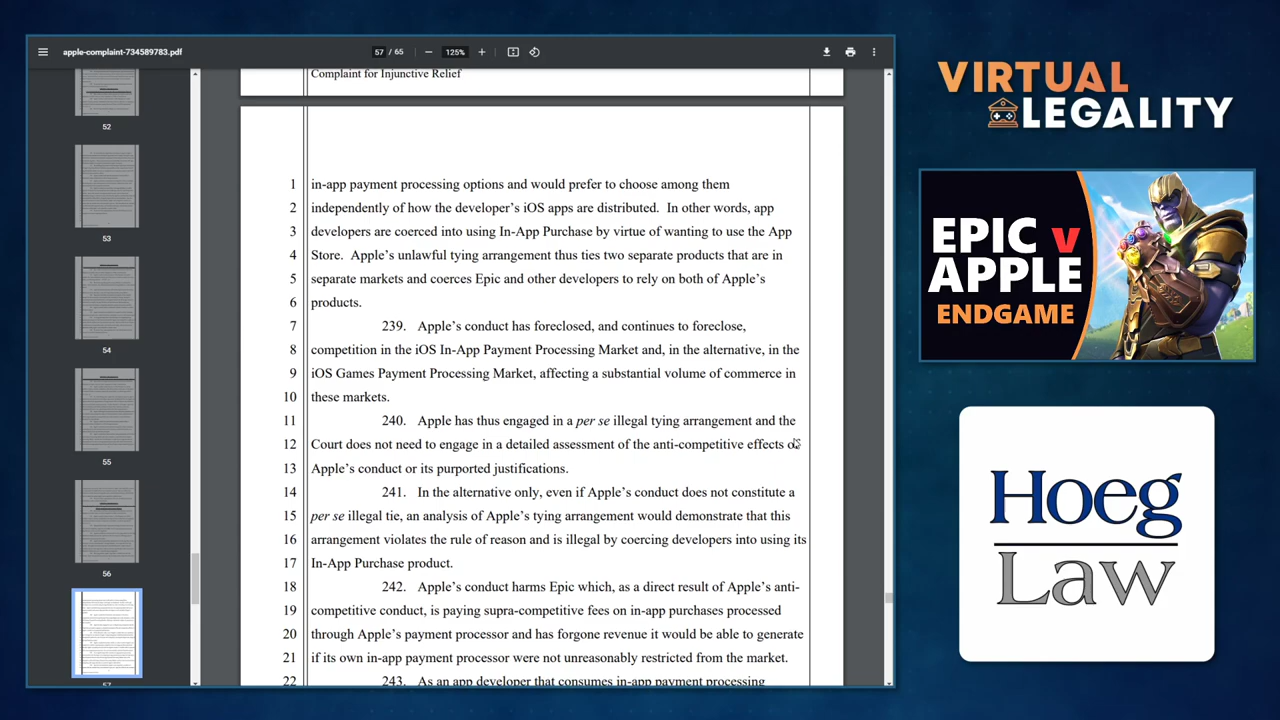 apple-complaint-734589783.pdf
57 / 65
125%
VIRTUAL
LEGALITY
EPIC v
APPLE
ENDGAME
Hoeg
Law
52
53
54
55
56
57
Complaint for Injunctive Relief
1 in-app payment processing options and would prefer to choose among them
2 independently of how the developer's iOS apps are distributed. In other words, app
3 developers are coerced into using In-App Purchase by virtue of wanting to use the App
4 Store. Apple's unlawful tying arrangement thus ties two separate products that are in
5 separate markets and coerces Epic and other developers to rely on both of Apple's
6 products.
7 239. Apple's conduct has foreclosed, and continues to foreclose,
8 competition in the iOS In-App Payment Processing Market and, in the alternative, in the
9 iOS Games Payment Processing Market, affecting a substantial volume of commerce in
10 these markets.
11 240. Apple has thus engaged in a per se illegal tying arrangement and the
12 Court does not need to engage in a detailed assessment of the anti-competitive effects of
13 Apple's conduct or its purported justifications.
14 241. In the alternative only, even if Apple's conduct does not constitute a
15 per se illegal tie, an analysis of Apple's tying arrangement would demonstrate that this
16 arrangement violates the rule of reason and is illegal by coercing developers into using its
17 In-App Purchase product.
18 242. Apple's conduct harms Epic which, as a direct result of Apple's anti-
19 competitive conduct, is paying supra-competitive fees on in-app purchases processed
20 through Apple's payment processor and has forgone revenue it would be able to generate
21 if its own in-app payment processor were not unreasonably restricted from the market.
22 243. As an app developer that consumes in-app payment processing